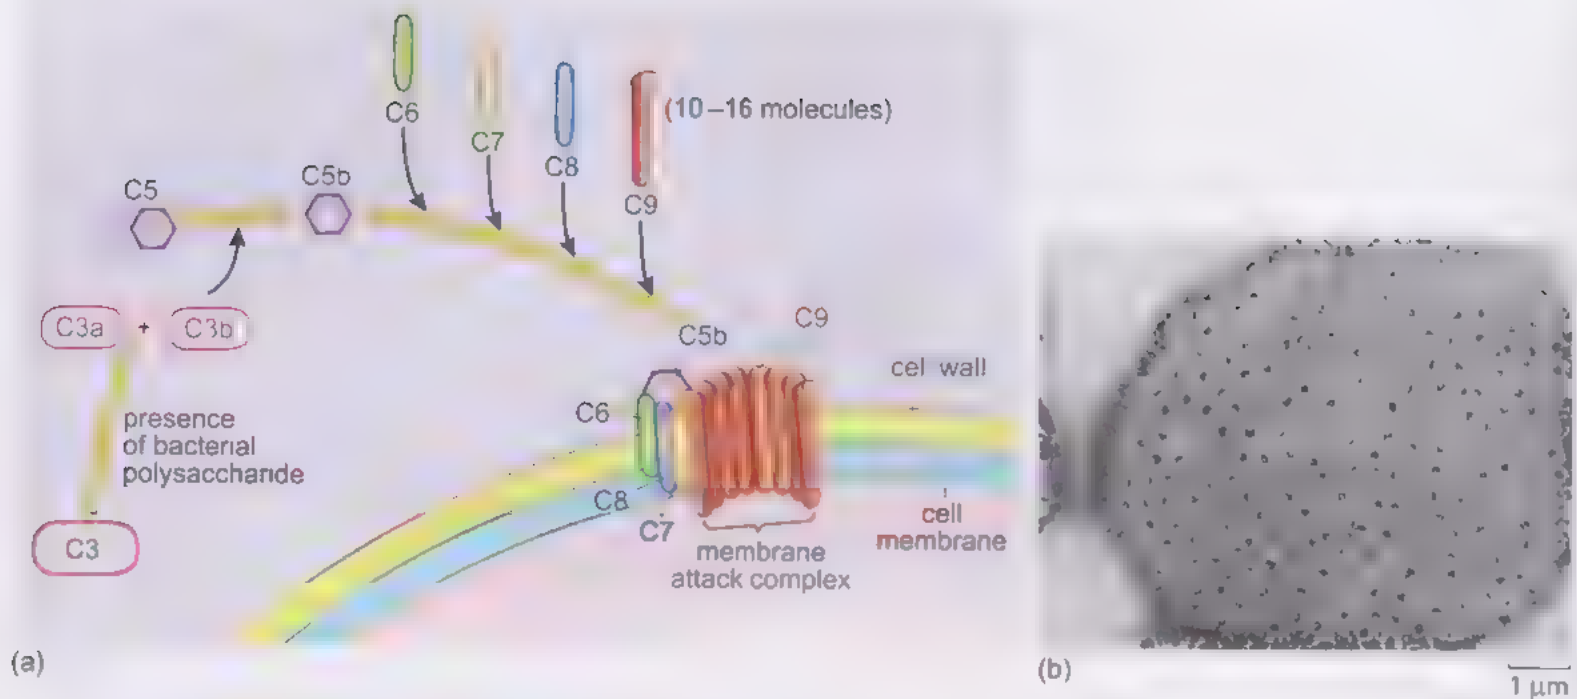 C6
C7
C8
C9
(10–16 molecules)
C5
C5b
C3a
+
C3b
presence
of bacterial
polysaccharide
C3
C5b
C9
cell wall
C6
C8
C7
cell
membrane
membrane
attack complex
(a)
(b)
1 µm